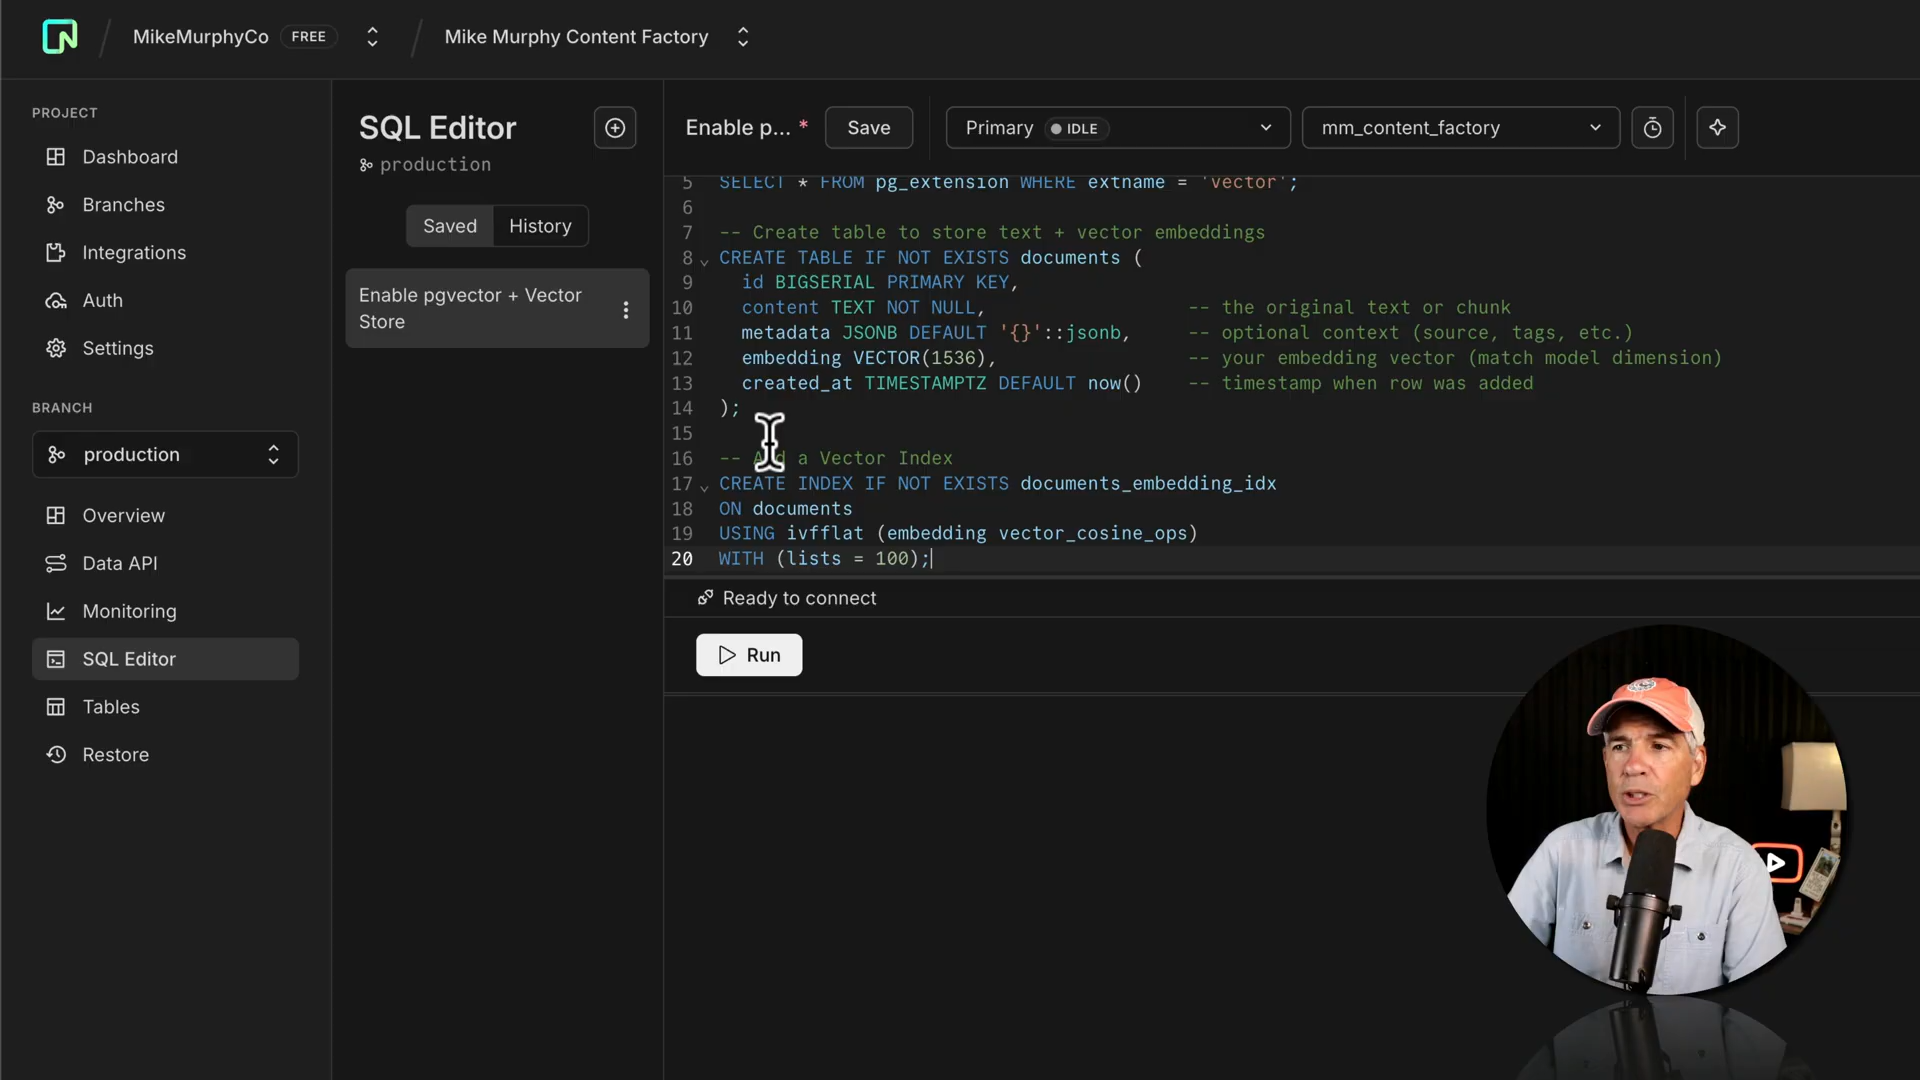 MikeMurphyCo FREE
Mike Murphy Content Factory
PROJECT
Dashboard
Branches
Integrations
Auth
Settings
BRANCH
production
Overview
Data API
Monitoring
SQL Editor
Tables
Restore
SQL Editor
production
Saved
History
Enable pgvector + Vector
Store
Enable p... *
Save
Primary IDLE
mm_content_factory
5 SELECT * FROM pg_extension WHERE extname = 'vector';
6
7 -- Create table to store text + vector embeddings
8 CREATE TABLE IF NOT EXISTS documents (
9 id BIGSERIAL PRIMARY KEY,
10 content TEXT NOT NULL, -- the original text or chunk
11 metadata JSONB DEFAULT '{}'::jsonb, -- optional context (source, tags, etc.)
12 embedding VECTOR(1536), -- your embedding vector (match model dimension)
13 created_at TIMESTAMPTZ DEFAULT now() -- timestamp when row was added
14 );
15
16 -- Add a Vector Index
17 CREATE INDEX IF NOT EXISTS documents_embedding_idx
18 ON documents
19 USING ivfflat (embedding vector_cosine_ops)
20 WITH (lists = 100);
Ready to connect
Run